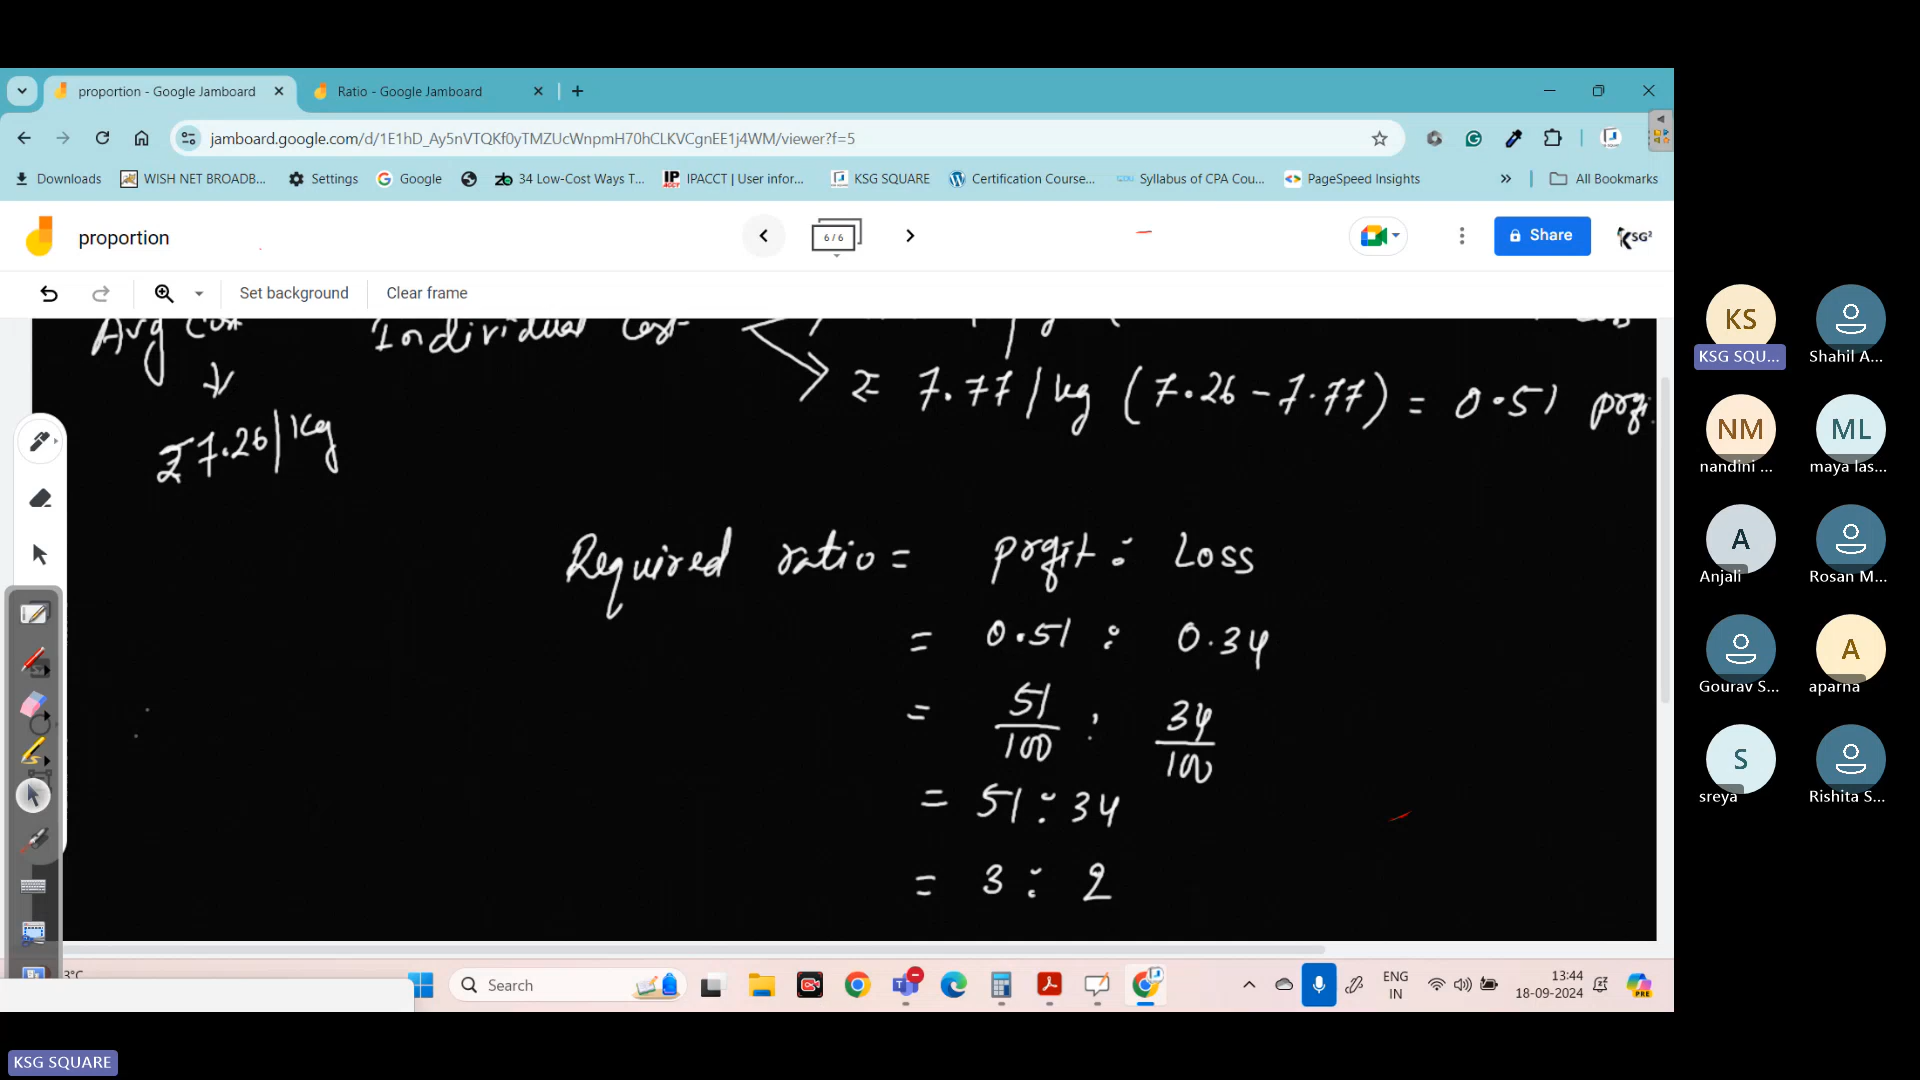 proportion - Google Jamboard
Ratio - Google Jamboard
jamboard.google.com/d/1E1hD_Ay5nVTQKf0yTMZUcWnpmH70hCLKVCgnEE1j4WM/viewer?f=5
Downloads
WISH NET BROADB...
Settings
Google
34 Low-Cost Ways T...
IPACCT | User infor...
KSG SQUARE
Certification Course...
Syllabus of CPA Cou...
PageSpeed Insights
»
All Bookmarks
proportion
6 / 6
Share
KSG²
Set background
Clear frame
Avg Cost
Individual Cost
₹ 7.77/kg (7.26 - 7.77) = 0.51 profi
₹7.26/Kg
Required ratio = profit : Loss
= 0.51 : 0.34
= 51/100 : 34/100
= 51 : 34
= 3 : 2
KS
KSG SQU...
Shahil A...
NM
nandini ...
ML
maya las...
A
Anjali
Rosan M...
Gourav S...
A
aparna
S
sreya
Rishita S...
3°C
Search
ENG
IN
13:44
18-09-2024
PRE
KSG SQUARE